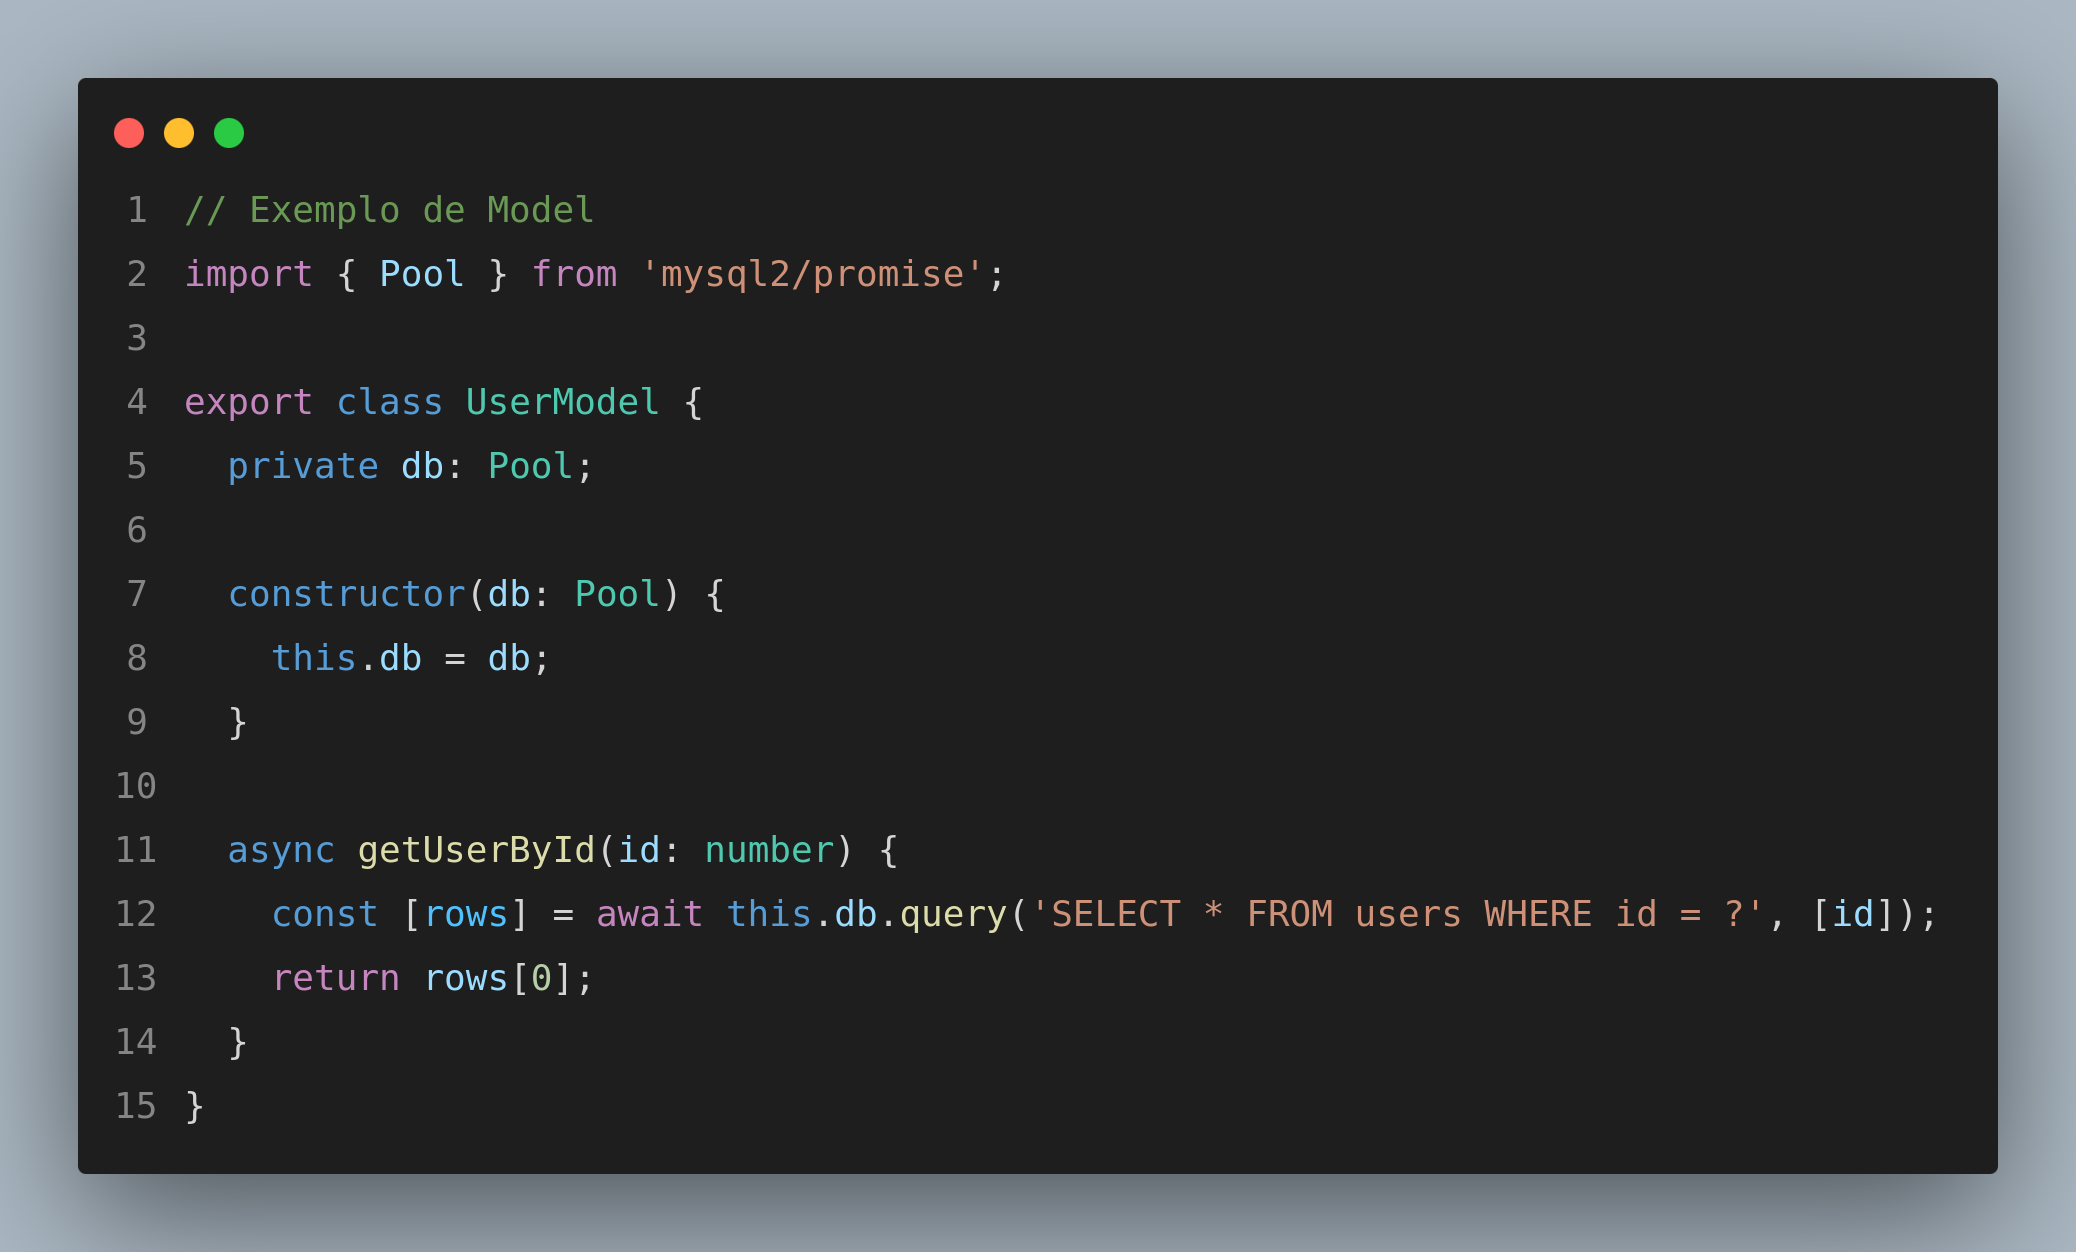 1 // Exemplo de Model
2 import { Pool } from 'mysql2/promise';
3
4 export class UserModel {
5   private db: Pool;
6
7   constructor(db: Pool) {
8     this.db = db;
9   }
10
11   async getUserById(id: number) {
12     const [rows] = await this.db.query('SELECT * FROM users WHERE id = ?', [id]);
13     return rows[0];
14   }
15 }